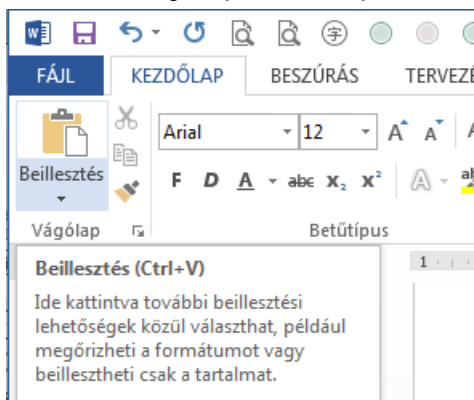 FÁJL KEZDŐLAP BESZÚRÁS TERVEZÉ
Arial 12
Beillesztés
F D A abc X₂ X²
Vágólap Betűtípus
1
Beillesztés (Ctrl+V)
Ide kattintva további beillesztési
lehetőségek közül választhat, például
megőrizheti a formátumot vagy
beillesztheti csak a tartalmat.